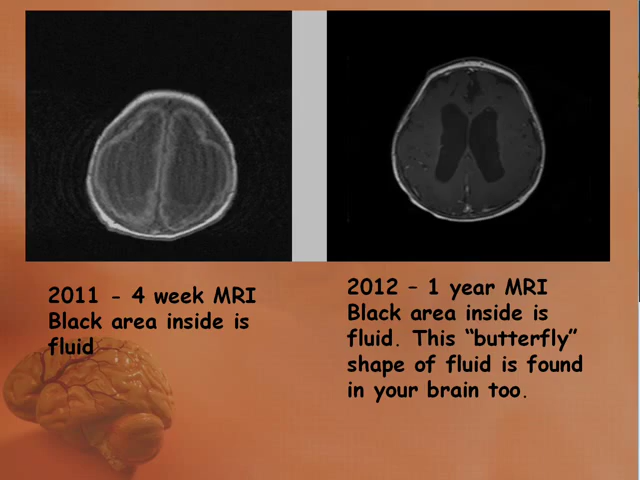 2011 - 4 week MRI
Black area inside is
fluid
2012 – 1 year MRI
Black area inside is
fluid. This “butterfly”
shape of fluid is found
in your brain too.